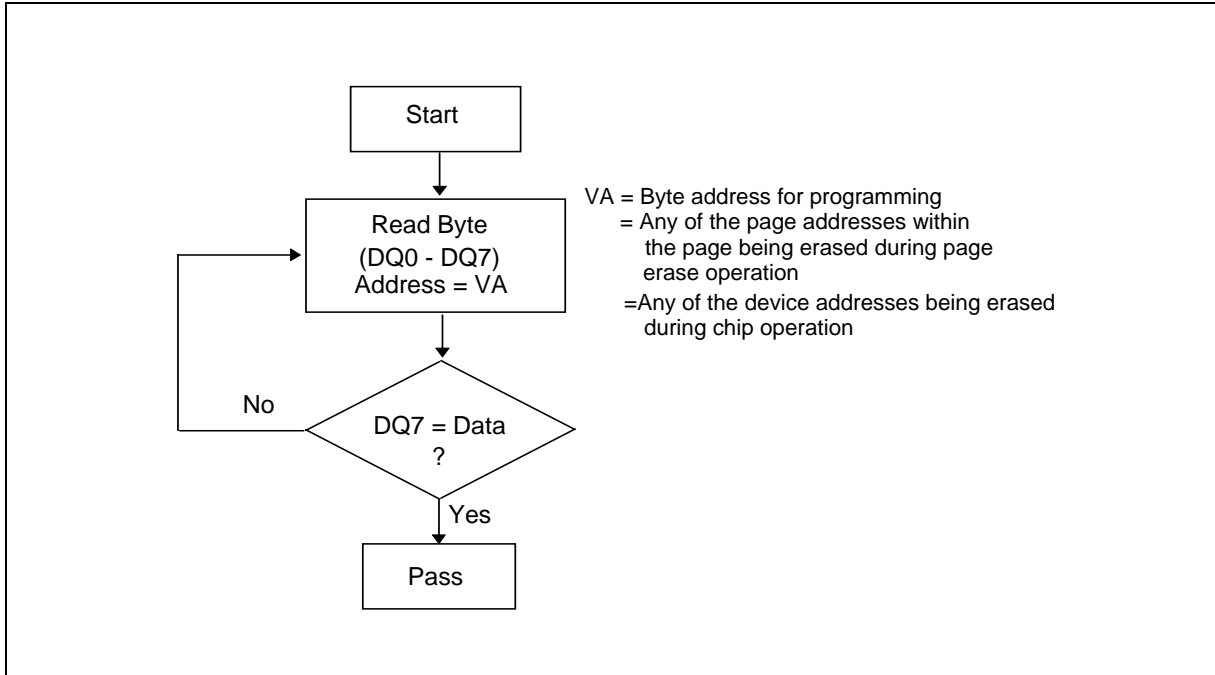 Start
Read Byte
(DQ0 - DQ7)
Address = VA
VA = Byte address for programming
= Any of the page addresses within
the page being erased during page
erase operation
=Any of the device addresses being erased
during chip operation
No
DQ7 = Data
?
Yes
Pass